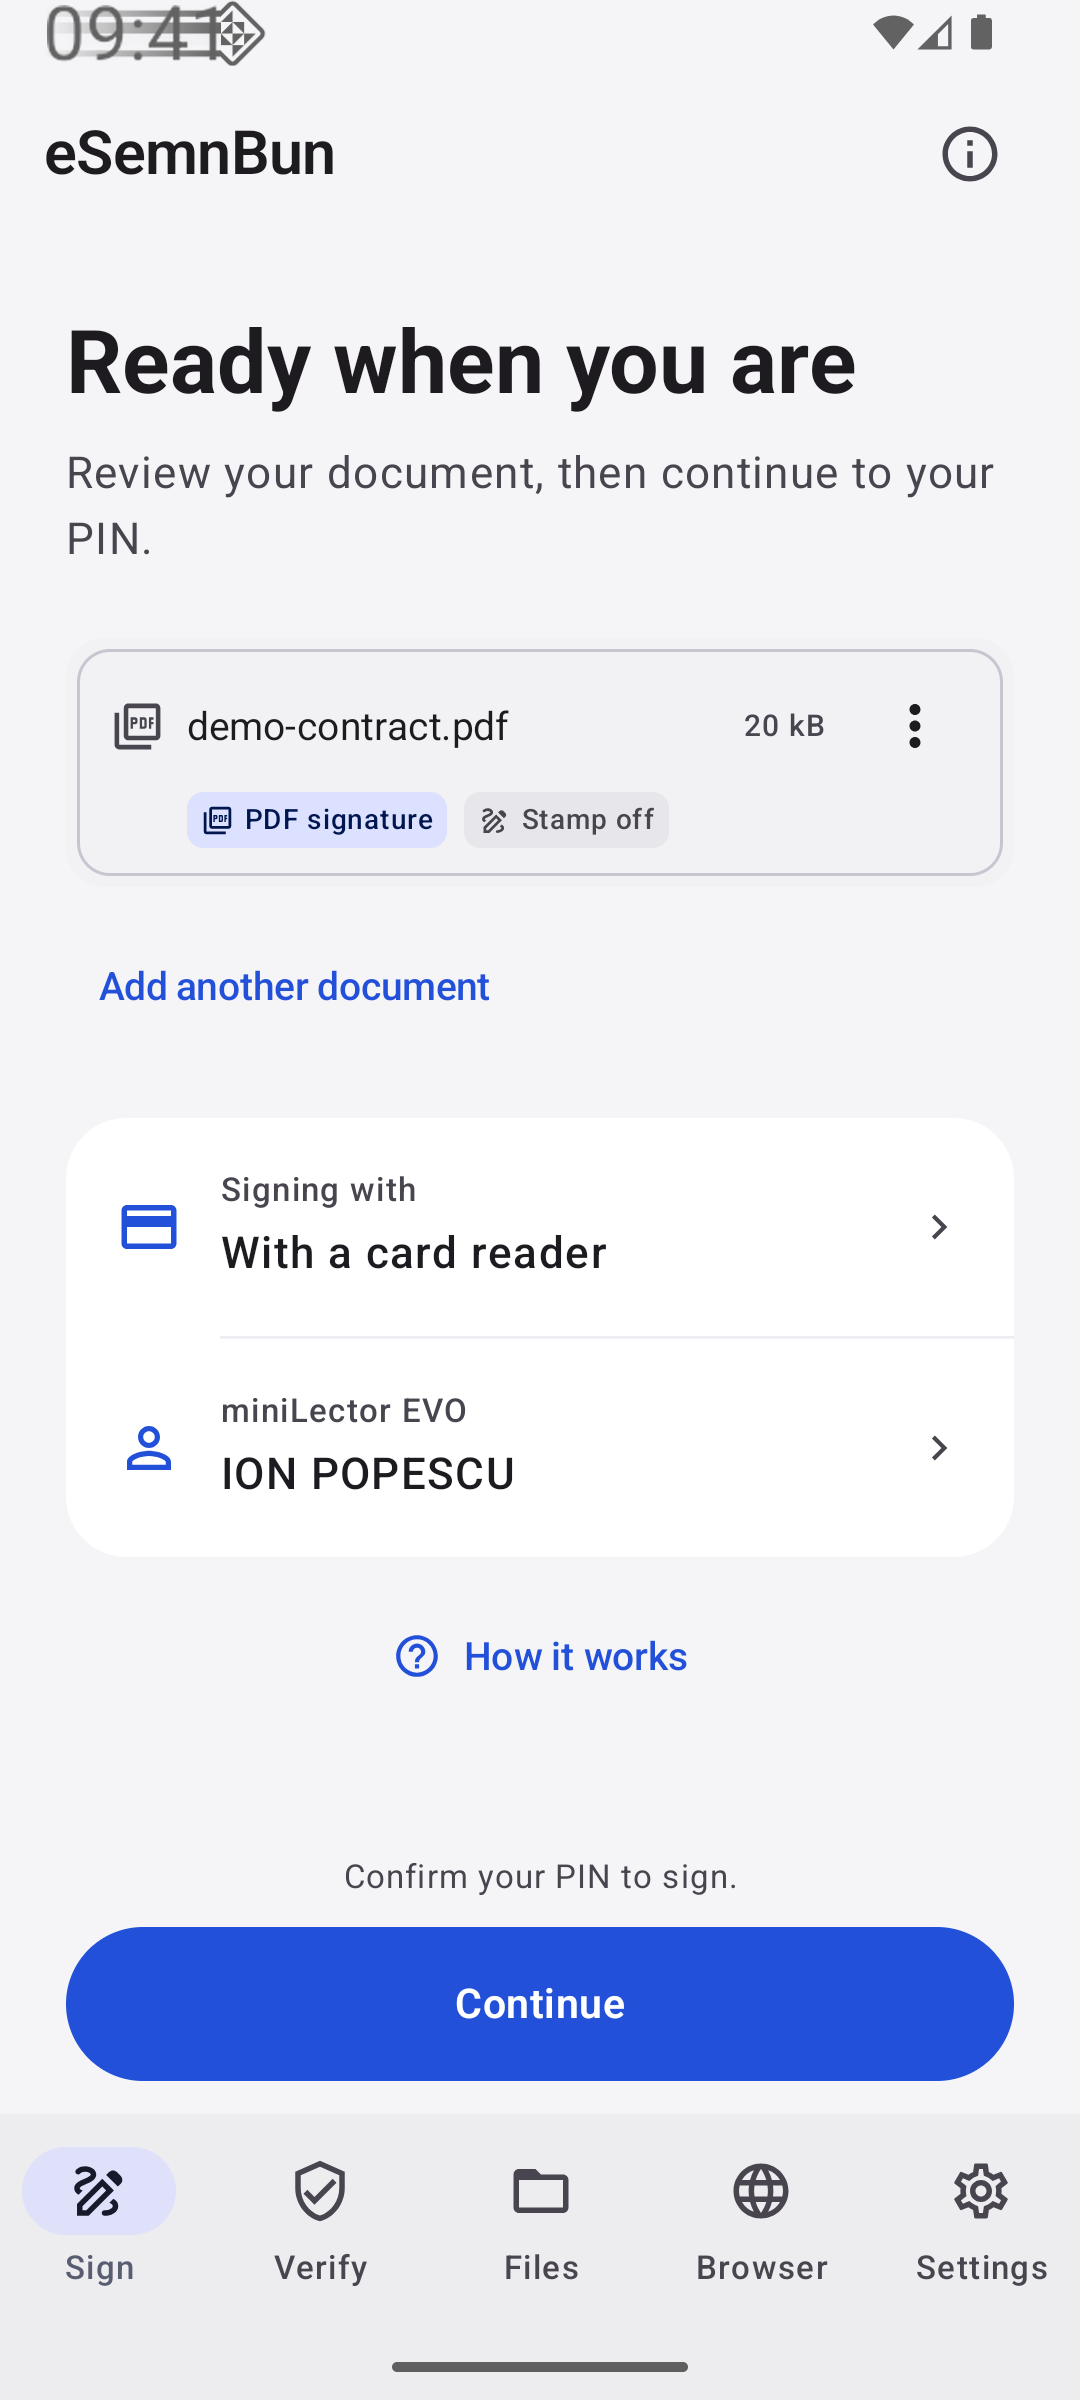 09:41
eSemnBun
Ready when you are
Review your document, then continue to your
PIN.
PDF demo-contract.pdf 20 kB
PDF PDF signature Stamp off
Add another document
Signing with
With a card reader
miniLector EVO
ION POPESCU
How it works
Confirm your PIN to sign.
Continue
Sign Verify Files Browser Settings